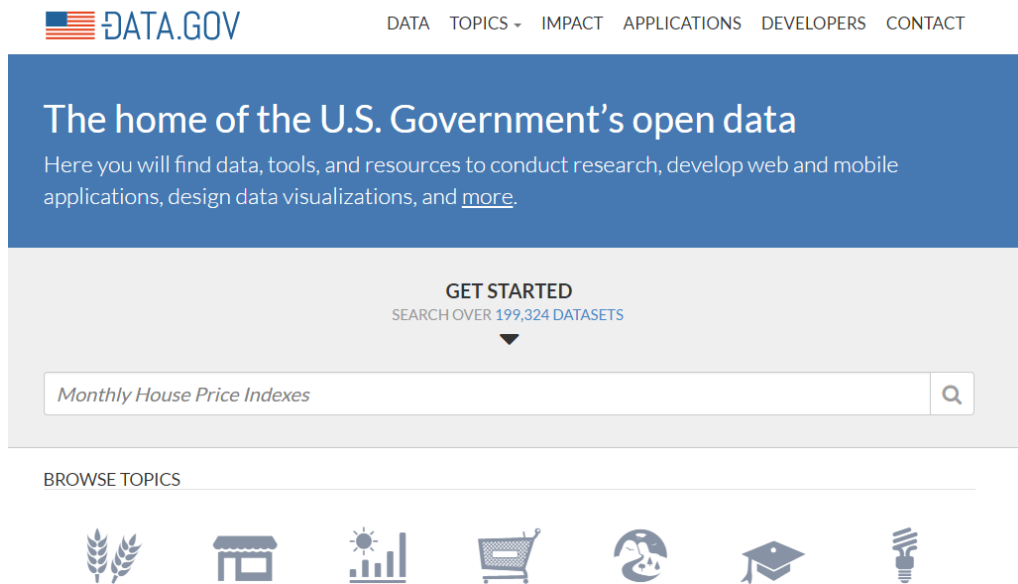 DATA.GOV
DATA TOPICS IMPACT APPLICATIONS DEVELOPERS CONTACT
The home of the U.S. Government’s open data
Here you will find data, tools, and resources to conduct research, develop web and mobile
applications, design data visualizations, and more.
GET STARTED
SEARCH OVER 199,324 DATASETS
Monthly House Price Indexes
BROWSE TOPICS